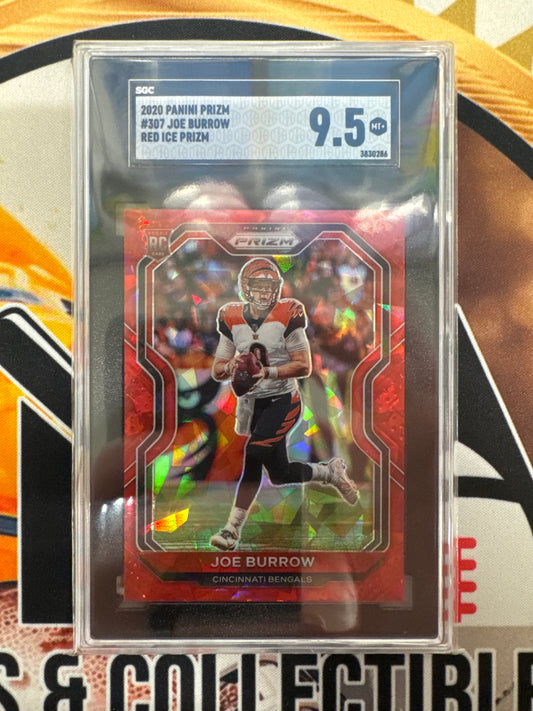 SGC
2020 PANINI PRIZM
#307 JOE BURROW
RED ICE PRIZM
9.5
MT+
3830286
RC
PANINI
PRIZM
JOE BURROW
CINCINNATI BENGALS
S & COLLECTIBLE